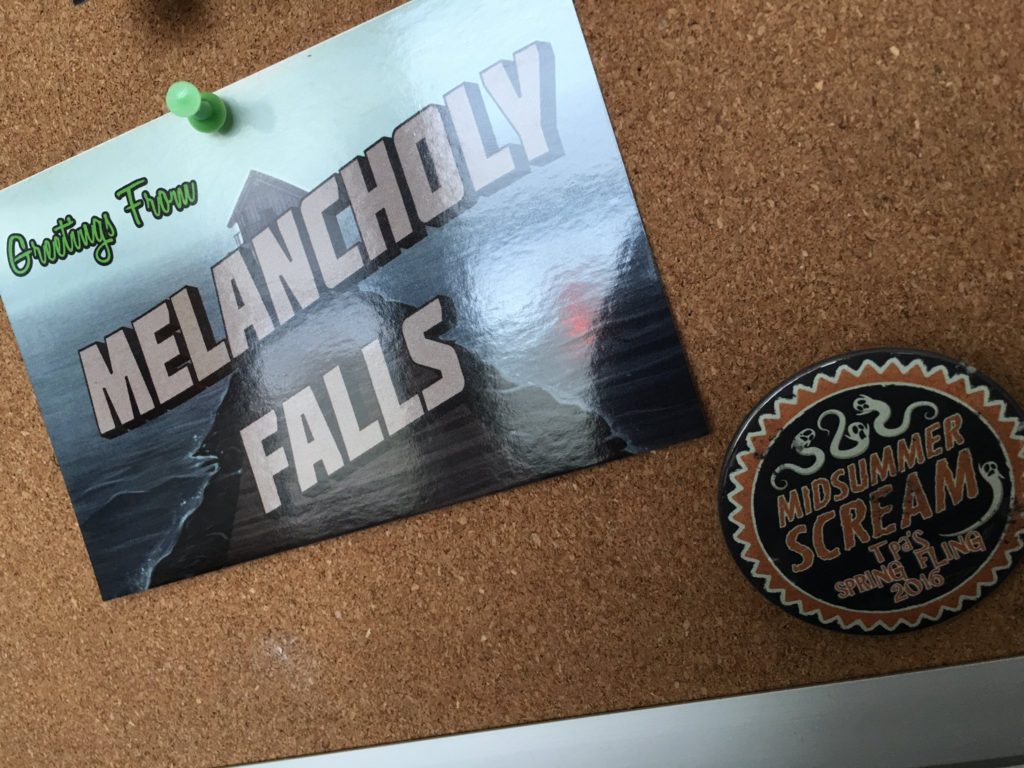 Greetings From
MELANCHOLY
FALLS
MIDSUMMER
SCREAM
SPRING FLING
2016